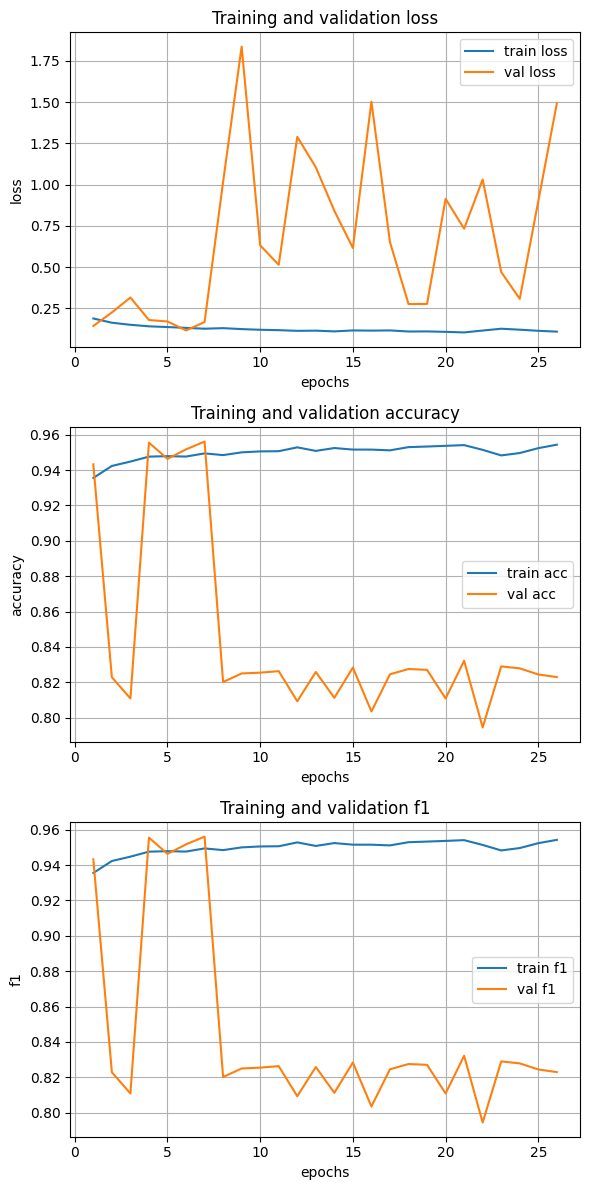 Training and validation loss
train loss
val loss
1.75
1.50
1.25
1.00
0.75
0.50
0.25
loss
0
5
10
15
20
25
epochs
Training and validation accuracy
0.96
0.94
0.92
0.90
0.88
0.86
0.84
0.82
0.80
accuracy
train acc
val acc
0
5
10
15
20
25
epochs
Training and validation f1
0.96
0.94
0.92
0.90
0.88
0.86
0.84
0.82
0.80
f1
train f1
val f1
0
5
10
15
20
25
epochs